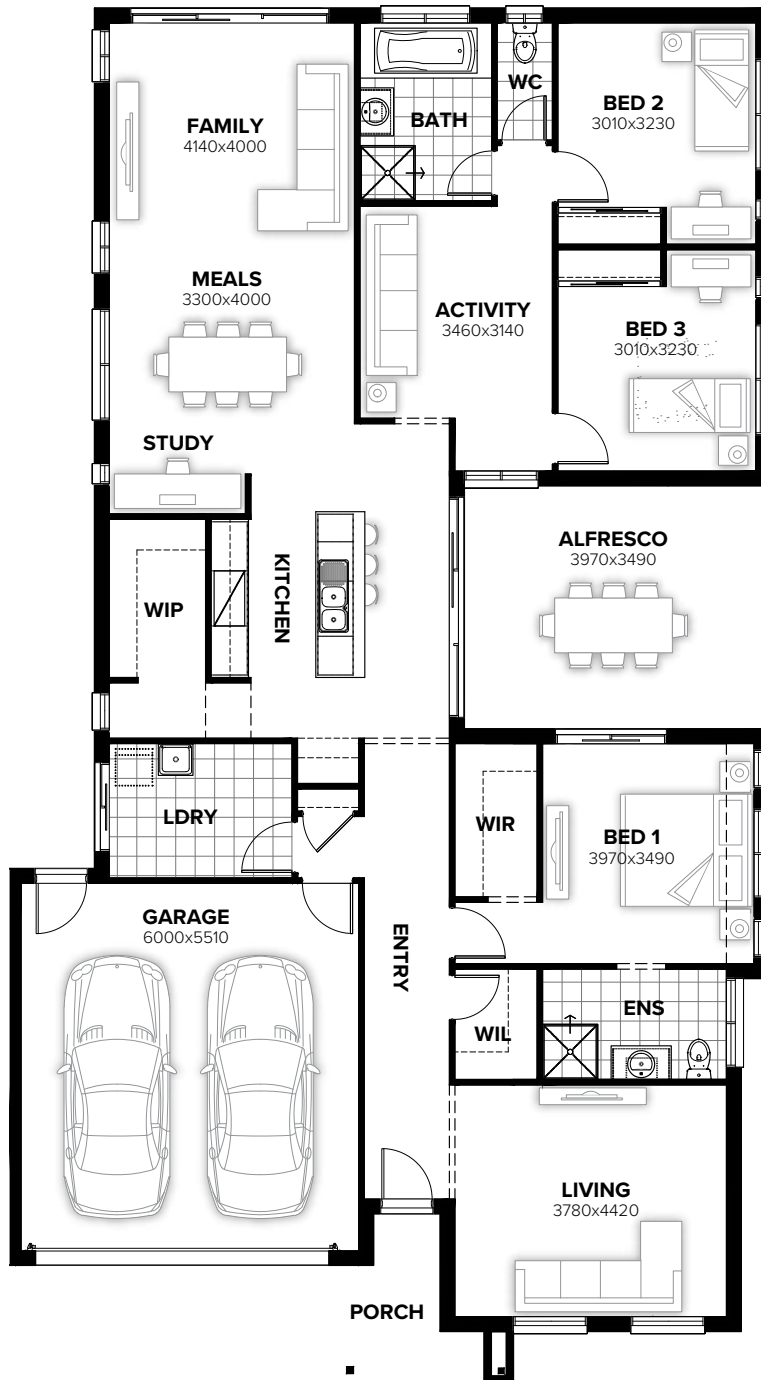 WC
BATH
BED 2
3010x3230
FAMILY
4140x4000
MEALS
3300x4000
ACTIVITY
3460x3140
BED 3
3010x3230
STUDY
ALFRESCO
3970x3490
KITCHEN
WIP
LDRY
WIR
BED 1
3970x3490
GARAGE
6000x5510
ENTRY
WIL
ENS
LIVING
3780x4420
PORCH